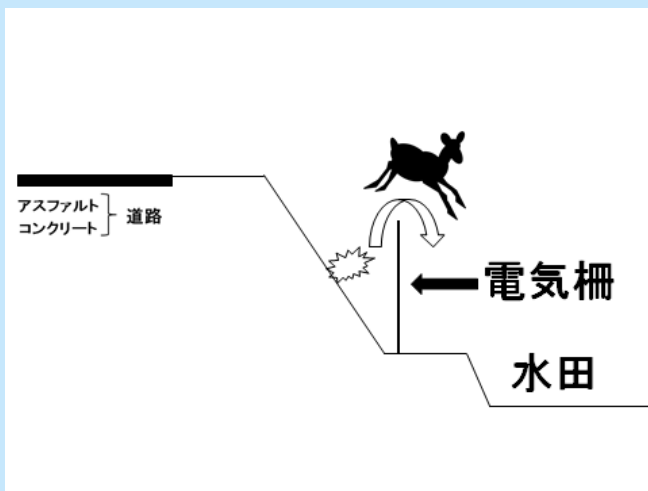 アスファルト
コンクリート
道路
電気柵
水田